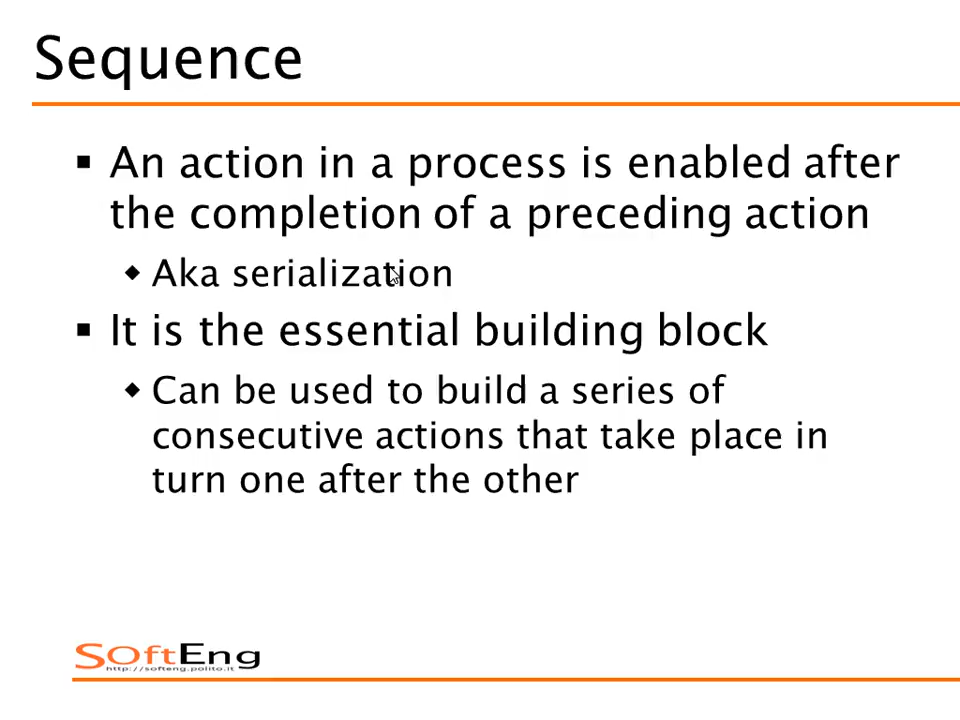 Sequence
▪ An action in a process is enabled after
the completion of a preceding action
◆ Aka serialization
▪ It is the essential building block
◆ Can be used to build a series of
consecutive actions that take place in
turn one after the other
SOftEng
http://softeng.polito.it